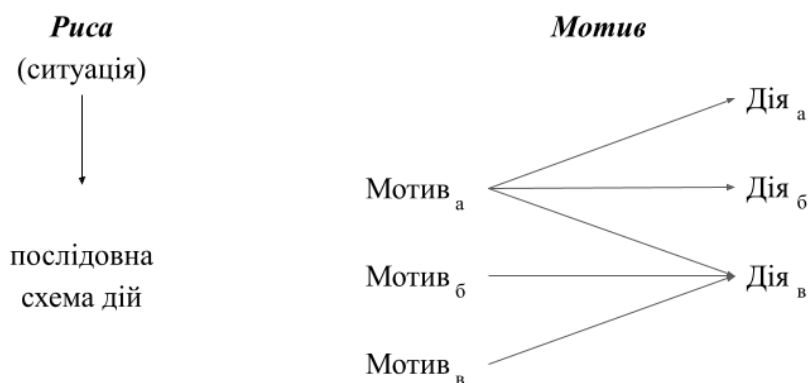 Риса
(ситуація)
послідовна
схема дій
Мотив
Мотив а
Мотив б
Мотив в
Дія а
Дія б
Дія в